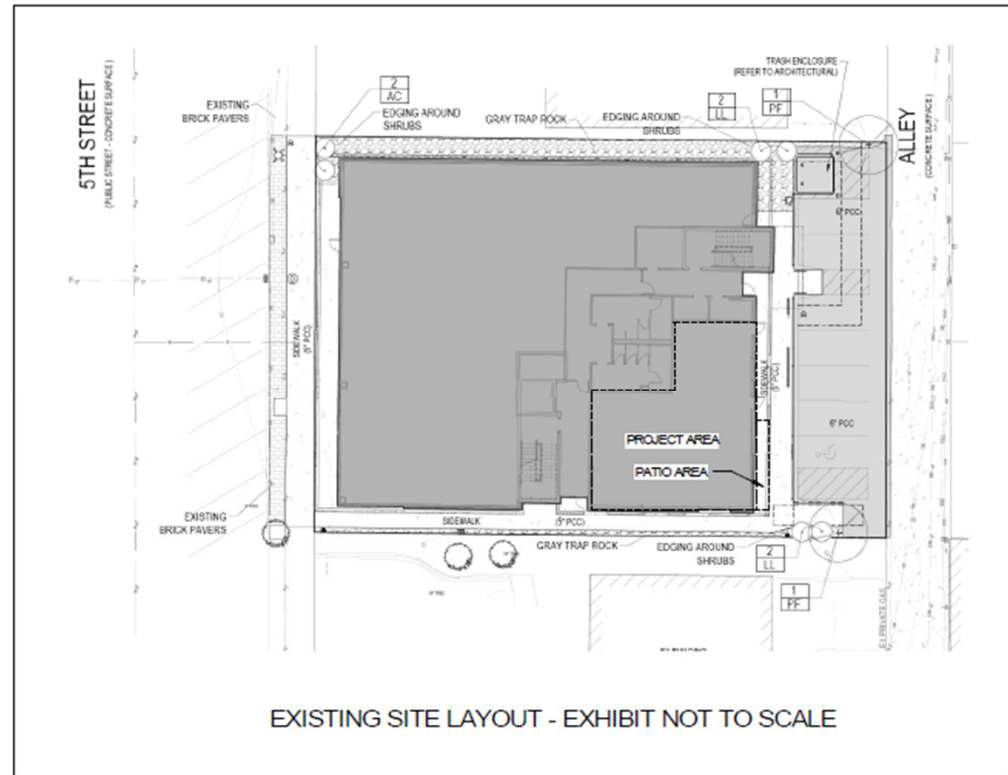 5TH STREET
(PUBLIC STREET - CONCRETE SURFACE)
EXISTING
BRICK PAVERS
2
AC
EDGING AROUND
SHRUBS
GRAY TRAP ROCK
EDGING AROUND
SHRUBS
2
LL
1
PF
TRASH ENCLOSURE
(REFER TO ARCHITECTURAL)
ALLEY
(CONCRETE SURFACE)
6" PCC
SIDEWALK
(5" PCC)
SIDEWALK
(5" PCC)
6" PCC
PROJECT AREA
PATIO AREA
EXISTING
BRICK PAVERS
SIDEWALK
(5" PCC)
GRAY TRAP ROCK
EDGING AROUND
SHRUBS
2
LL
1
PF
EXISTING SITE LAYOUT - EXHIBIT NOT TO SCALE